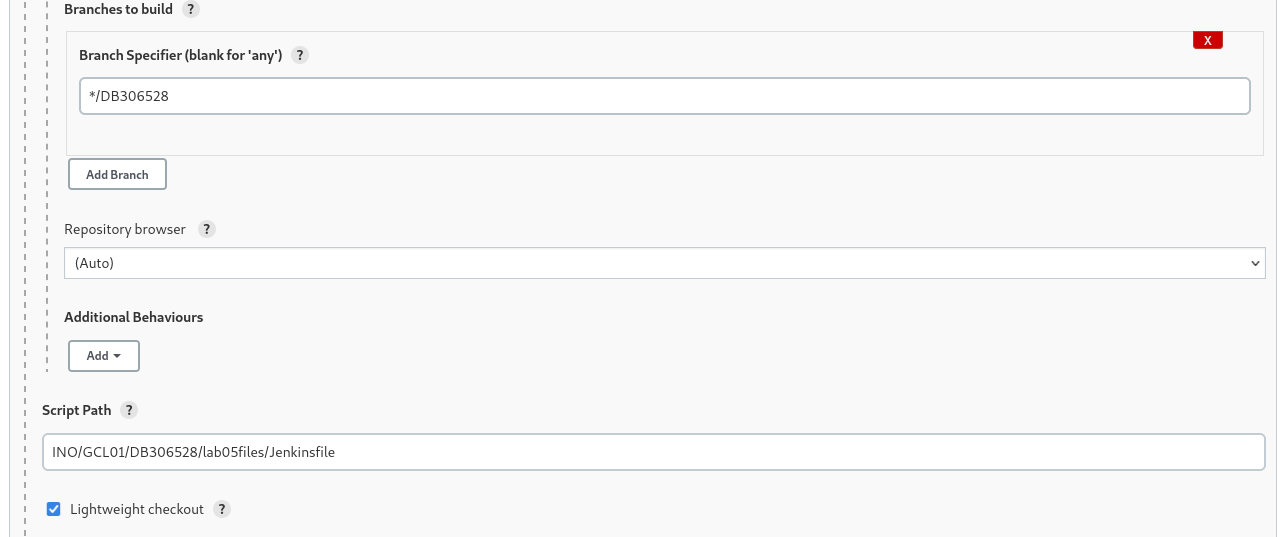 Branches to build ?
X
Branch Specifier (blank for 'any') ?
*/DB306528
Add Branch
Repository browser ?
(Auto)
Additional Behaviours
Add
Script Path ?
INO/GCL01/DB306528/lab05files/Jenkinsfile
Lightweight checkout ?